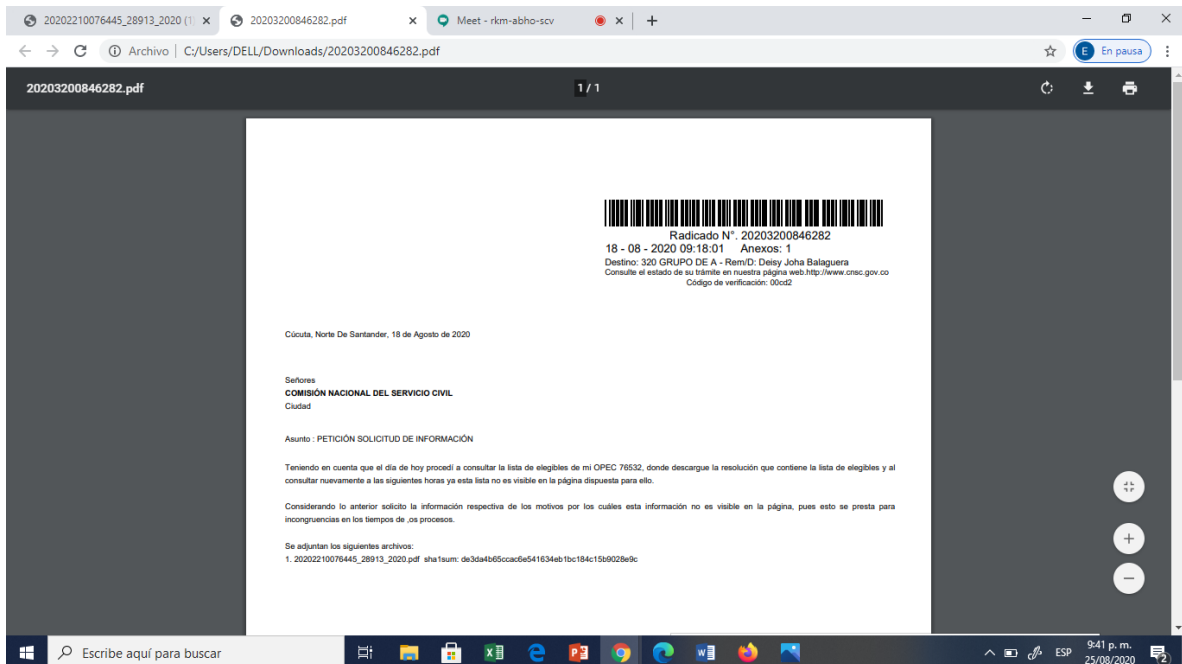 20202210076445_28913_2020 (1)
20203200846282.pdf
Meet - rkm-abho-scv
Archivo | C:/Users/DELL/Downloads/20203200846282.pdf
E En pausa
20203200846282.pdf
1 / 1
Radicado N°. 20203200846282
18 - 08 - 2020 09:18:01 Anexos: 1
Destino: 320 GRUPO DE A - Rem/D: Deisy Joha Balaguera
Consulte el estado de su trámite en nuestra página web.http://www.cnsc.gov.co
Código de verificación: 00cd2
Cúcuta, Norte De Santander, 18 de Agosto de 2020
Señores
COMISIÓN NACIONAL DEL SERVICIO CIVIL
Ciudad
Asunto : PETICIÓN SOLICITUD DE INFORMACIÓN
Teniendo en cuenta que el día de hoy procedí a consultar la lista de elegibles de mi OPEC 76532, donde descargue la resolución que contiene la lista de elegibles y al
consultar nuevamente a las siguientes horas ya esta lista no es visible en la página dispuesta para ello.
Considerando lo anterior solicito la información respectiva de los motivos por los cuáles esta información no es visible en la página, pues esto se presta para
incongruencias en los tiempos de ,os procesos.
Se adjuntan los siguientes archivos:
1. 20202210076445_28913_2020.pdf sha1sum: de3da4b65ccac6e541634eb1bc184c15b9028e9c
Escribe aquí para buscar
ESP
9:41 p. m.
25/08/2020
2